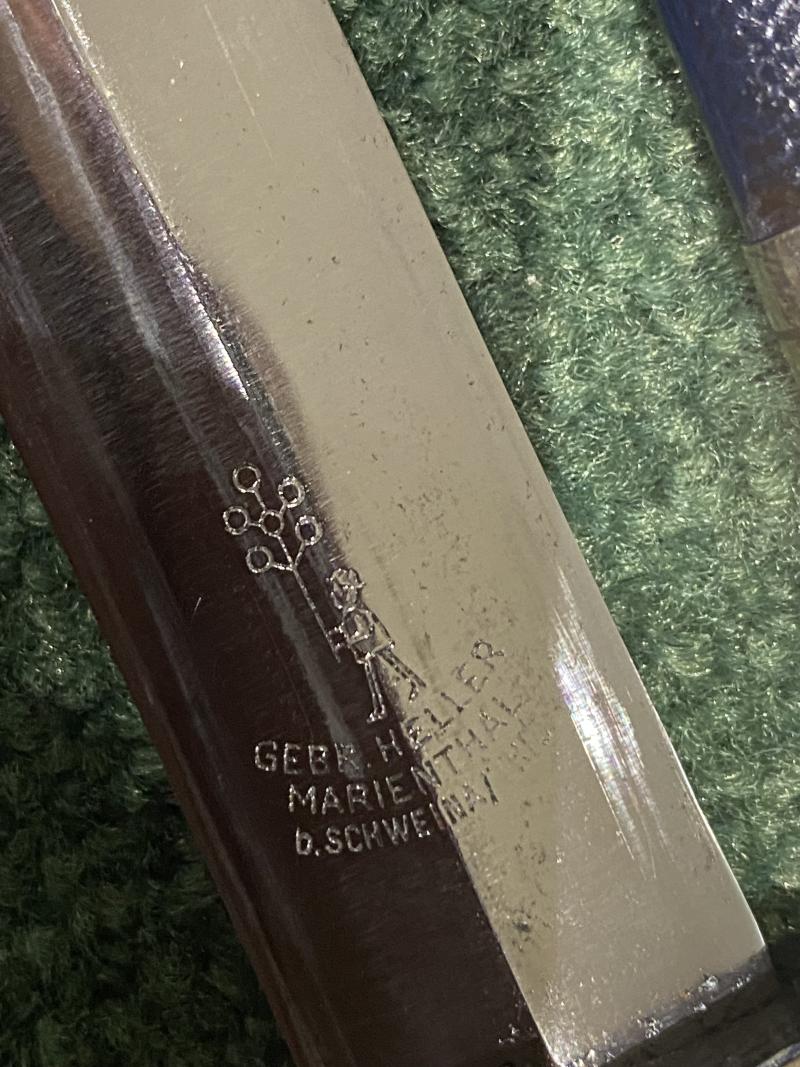 GEBR. HELLER
MARIENTHAL
b. SCHWEINA/